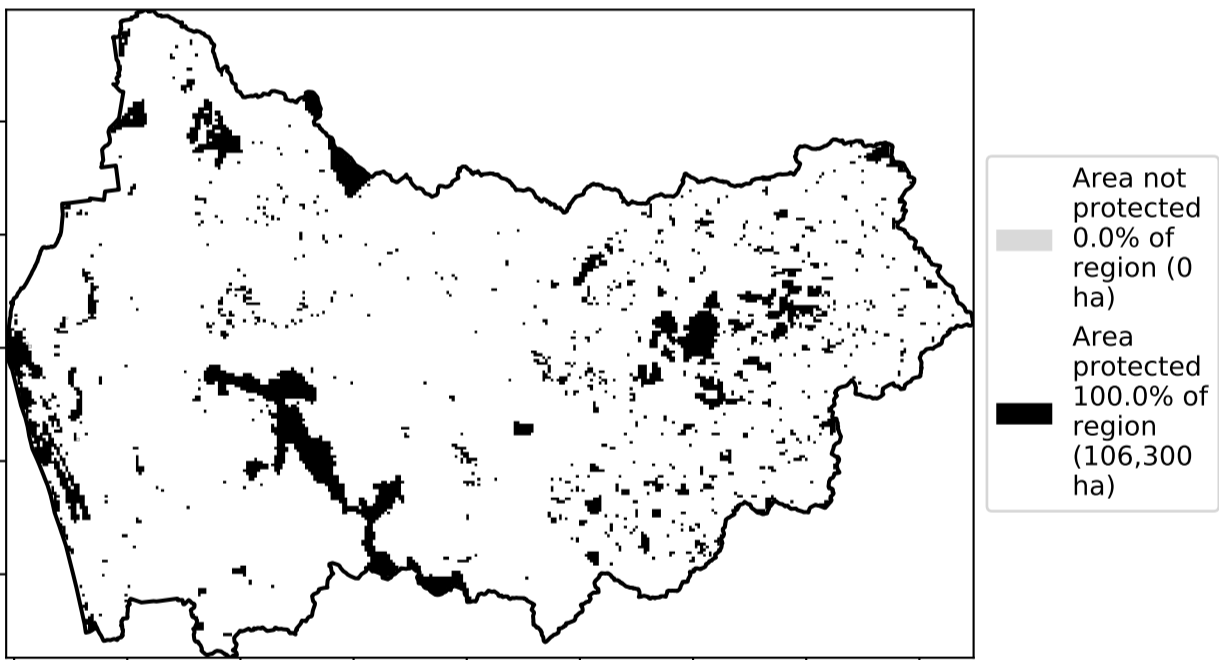 Area not
protected
0.0% of
region (0
ha)
Area
protected
100.0% of
region
(106,300
ha)